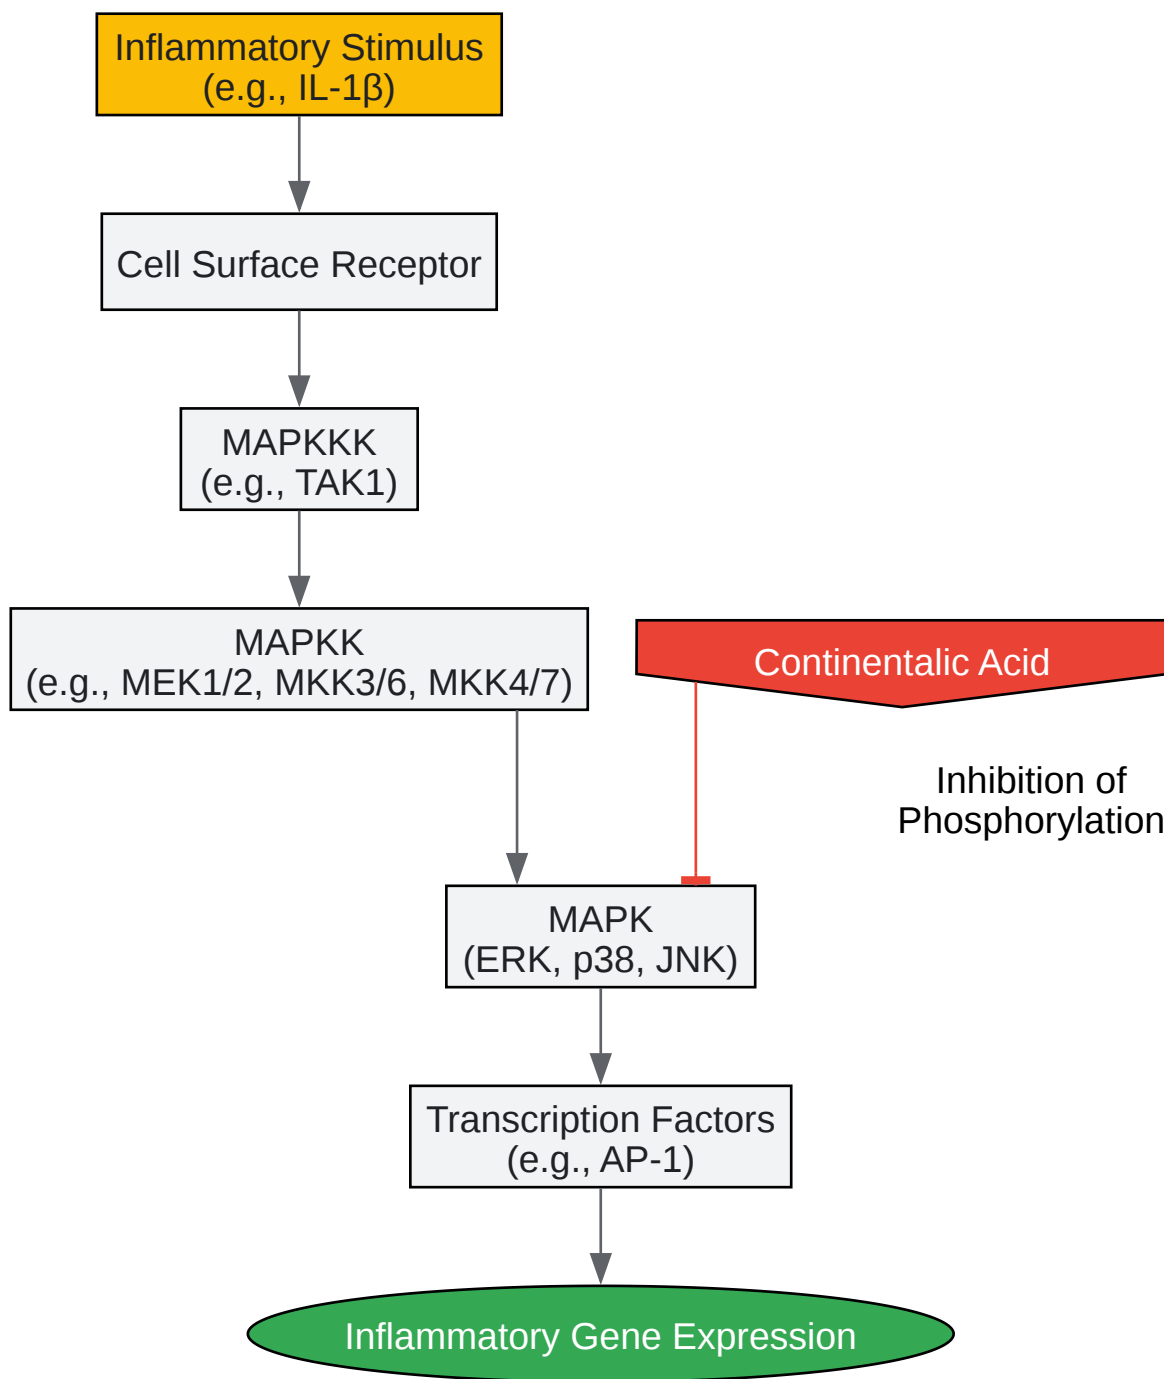 Inflammatory Stimulus
(e.g., IL-1β)
Cell Surface Receptor
MAPKKK
(e.g., TAK1)
MAPKK
(e.g., MEK1/2, MKK3/6, MKK4/7)
Continentalic Acid
Inhibition of
Phosphorylation
MAPK
(ERK, p38, JNK)
Transcription Factors
(e.g., AP-1)
Inflammatory Gene Expression